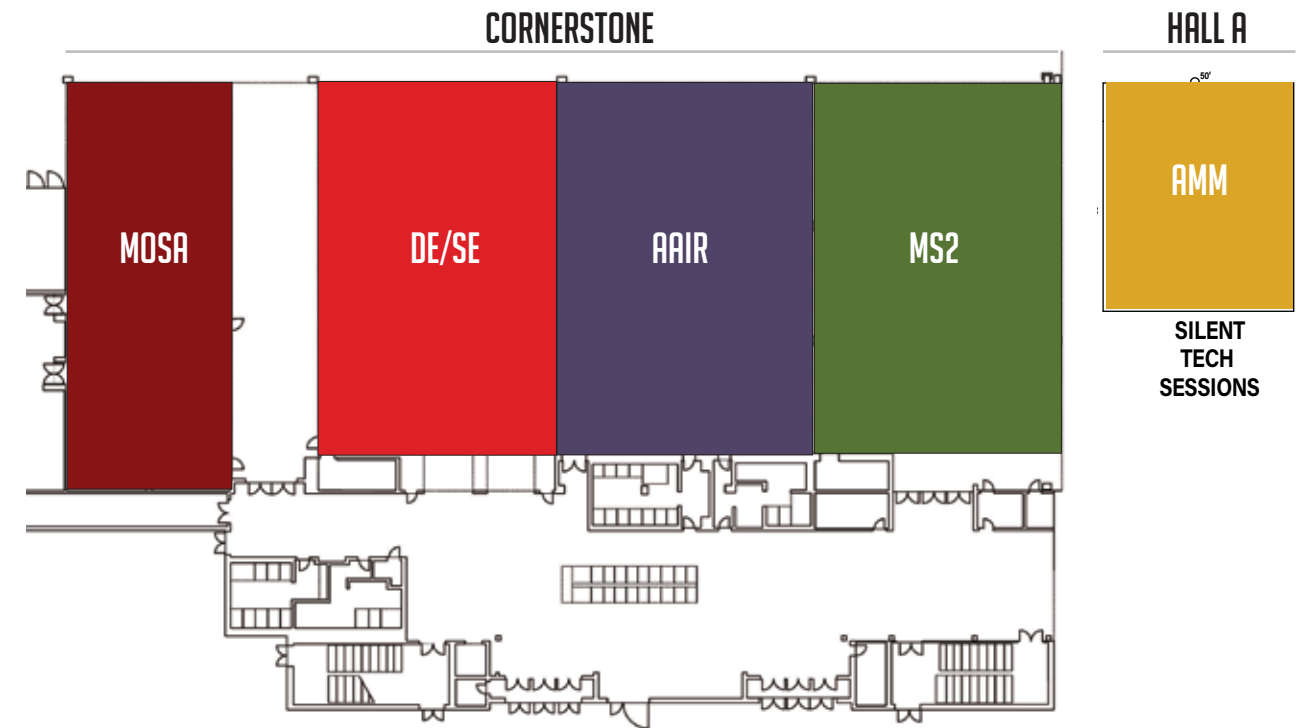 CORNERSTONE
HALL A
50'
MOSA
DE/SE
AAIR
MS2
AMM
SILENT
TECH
SESSIONS